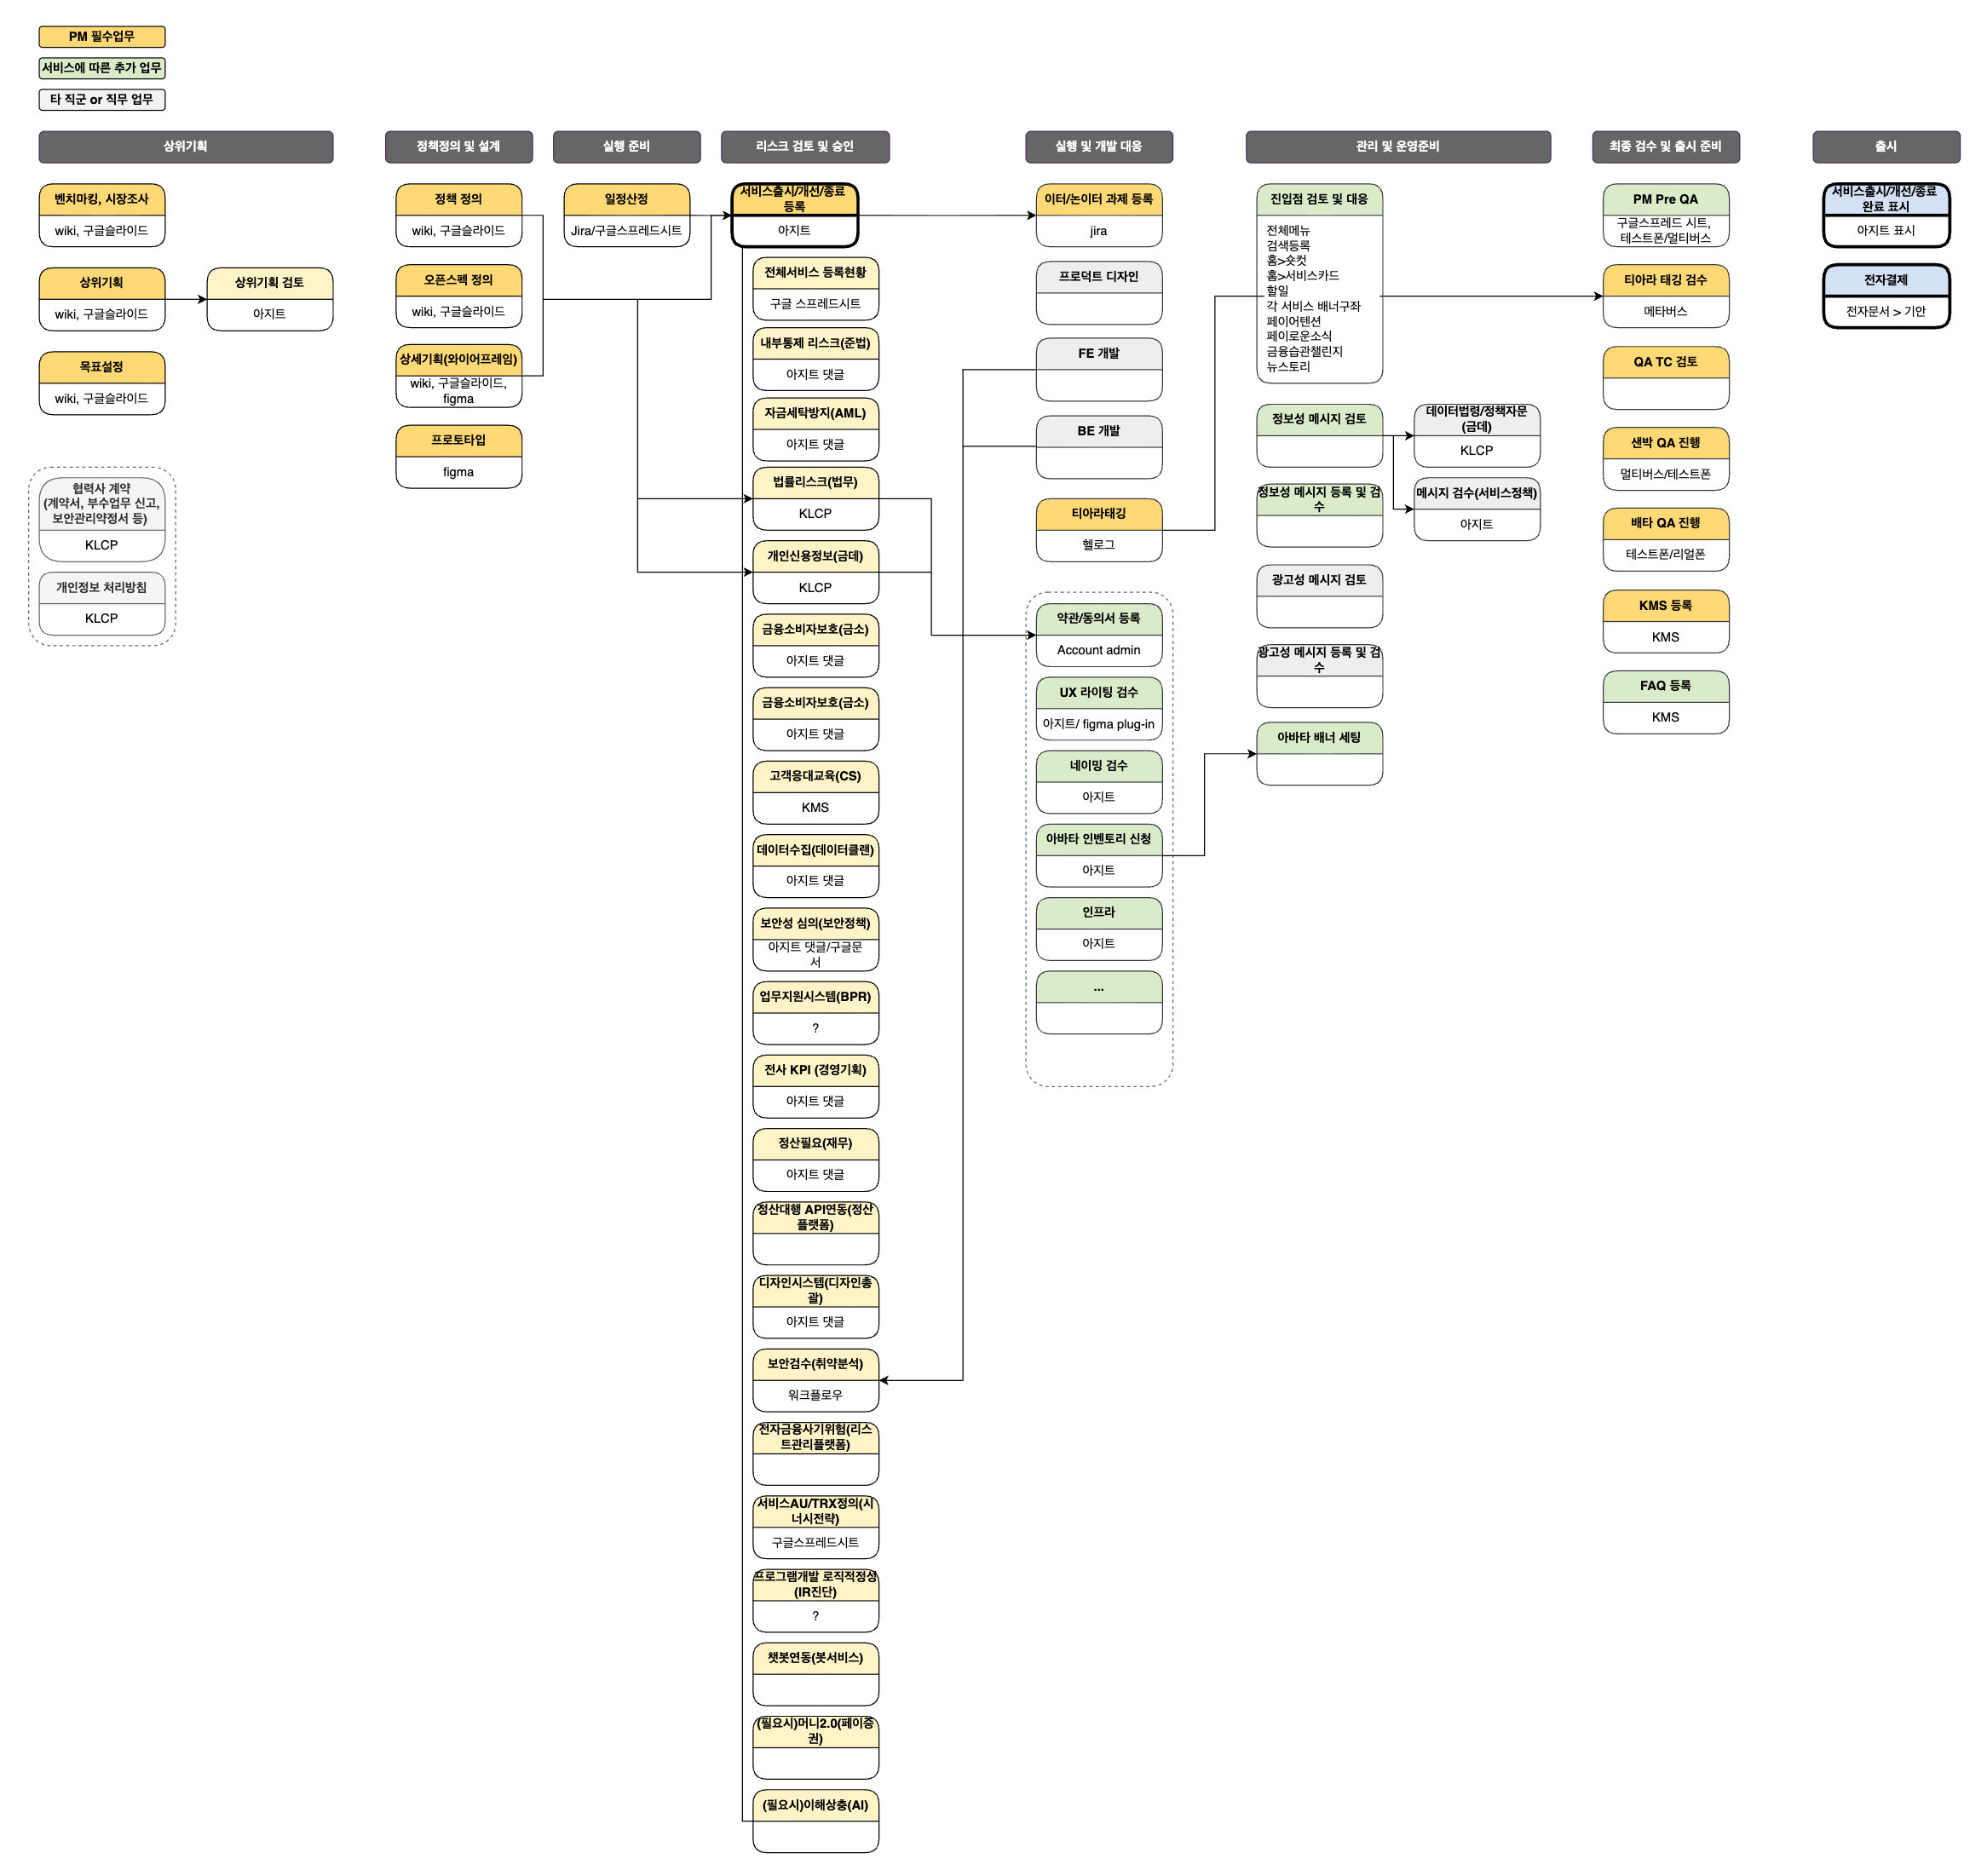 PM 필수업무
서비스에 따른 추가 업무
타 직군 or 직무 업무
상위기획
벤치마킹, 시장조사
wiki, 구글슬라이드
상위기획
wiki, 구글슬라이드
상위기획 검토
아지트
목표설정
wiki, 구글슬라이드
협력사 계약
(계약서, 부수업무 신고,
보안관리약정서 등)
KLCP
개인정보 처리방침
KLCP
정책정의 및 설계
정책 정의
wiki, 구글슬라이드
오픈스펙 정의
wiki, 구글슬라이드
상세기획(와이어프레임)
wiki, 구글슬라이드,
figma
프로토타입
figma
실행 준비
일정산정
Jira/구글스프레드시트
리스크 검토 및 승인
서비스출시/개선/종료
등록
아지트
전체서비스 등록현황
구글 스프레드시트
내부통제 리스크(준법)
아지트 댓글
자금세탁방지(AML)
아지트 댓글
법률리스크(법무)
KLCP
개인신용정보(금데)
KLCP
금융소비자보호(금소)
아지트 댓글
금융소비자보호(금소)
아지트 댓글
고객응대교육(CS)
KMS
데이터수집(데이터클랜)
아지트 댓글
보안성 심의(보안정책)
아지트 댓글/구글문
서
업무지원시스템(BPR)
?
전사 KPI (경영기획)
아지트 댓글
정산필요(재무)
아지트 댓글
정산대행 API연동(정산
플랫폼)
디자인시스템(디자인총
괄)
아지트 댓글
보안검수(취약분석)
워크플로우
전자금융사기위험(리스
트관리플랫폼)
서비스AU/TRX정의(시
너시전략)
구글스프레드시트
프로그램개발 로직적정성
(IR진단)
?
챗봇연동(봇서비스)
(필요시)머니2.0(페이증
권)
(필요시)이해상충(AI)
실행 및 개발 대응
이터/논이터 과제 등록
jira
프로덕트 디자인
FE 개발
BE 개발
티아라태깅
헬로그
약관/동의서 등록
Account admin
UX 라이팅 검수
아지트/ figma plug-in
네이밍 검수
아지트
아바타 인벤토리 신청
아지트
인프라
아지트
...
관리 및 운영준비
진입점 검토 및 대응
전체메뉴
검색등록
홈>숏컷
홈>서비스카드
할일
각 서비스 배너구좌
페이어텐션
페이로운소식
금융습관챌린지
뉴스토리
정보성 메시지 검토
데이터법령/정책자문
(금데)
KLCP
정보성 메시지 등록 및 검
수
메시지 검수(서비스정책)
아지트
광고성 메시지 검토
광고성 메시지 등록 및 검
수
아바타 배너 세팅
최종 검수 및 출시 준비
PM Pre QA
구글스프레드 시트,
테스트폰/멀티버스
티아라 태깅 검수
메타버스
QA TC 검토
샌박 QA 진행
멀티버스/테스트폰
배타 QA 진행
테스트폰/리얼폰
KMS 등록
KMS
FAQ 등록
KMS
출시
서비스출시/개선/종료
완료 표시
아지트 표시
전자결제
전자문서 > 기안